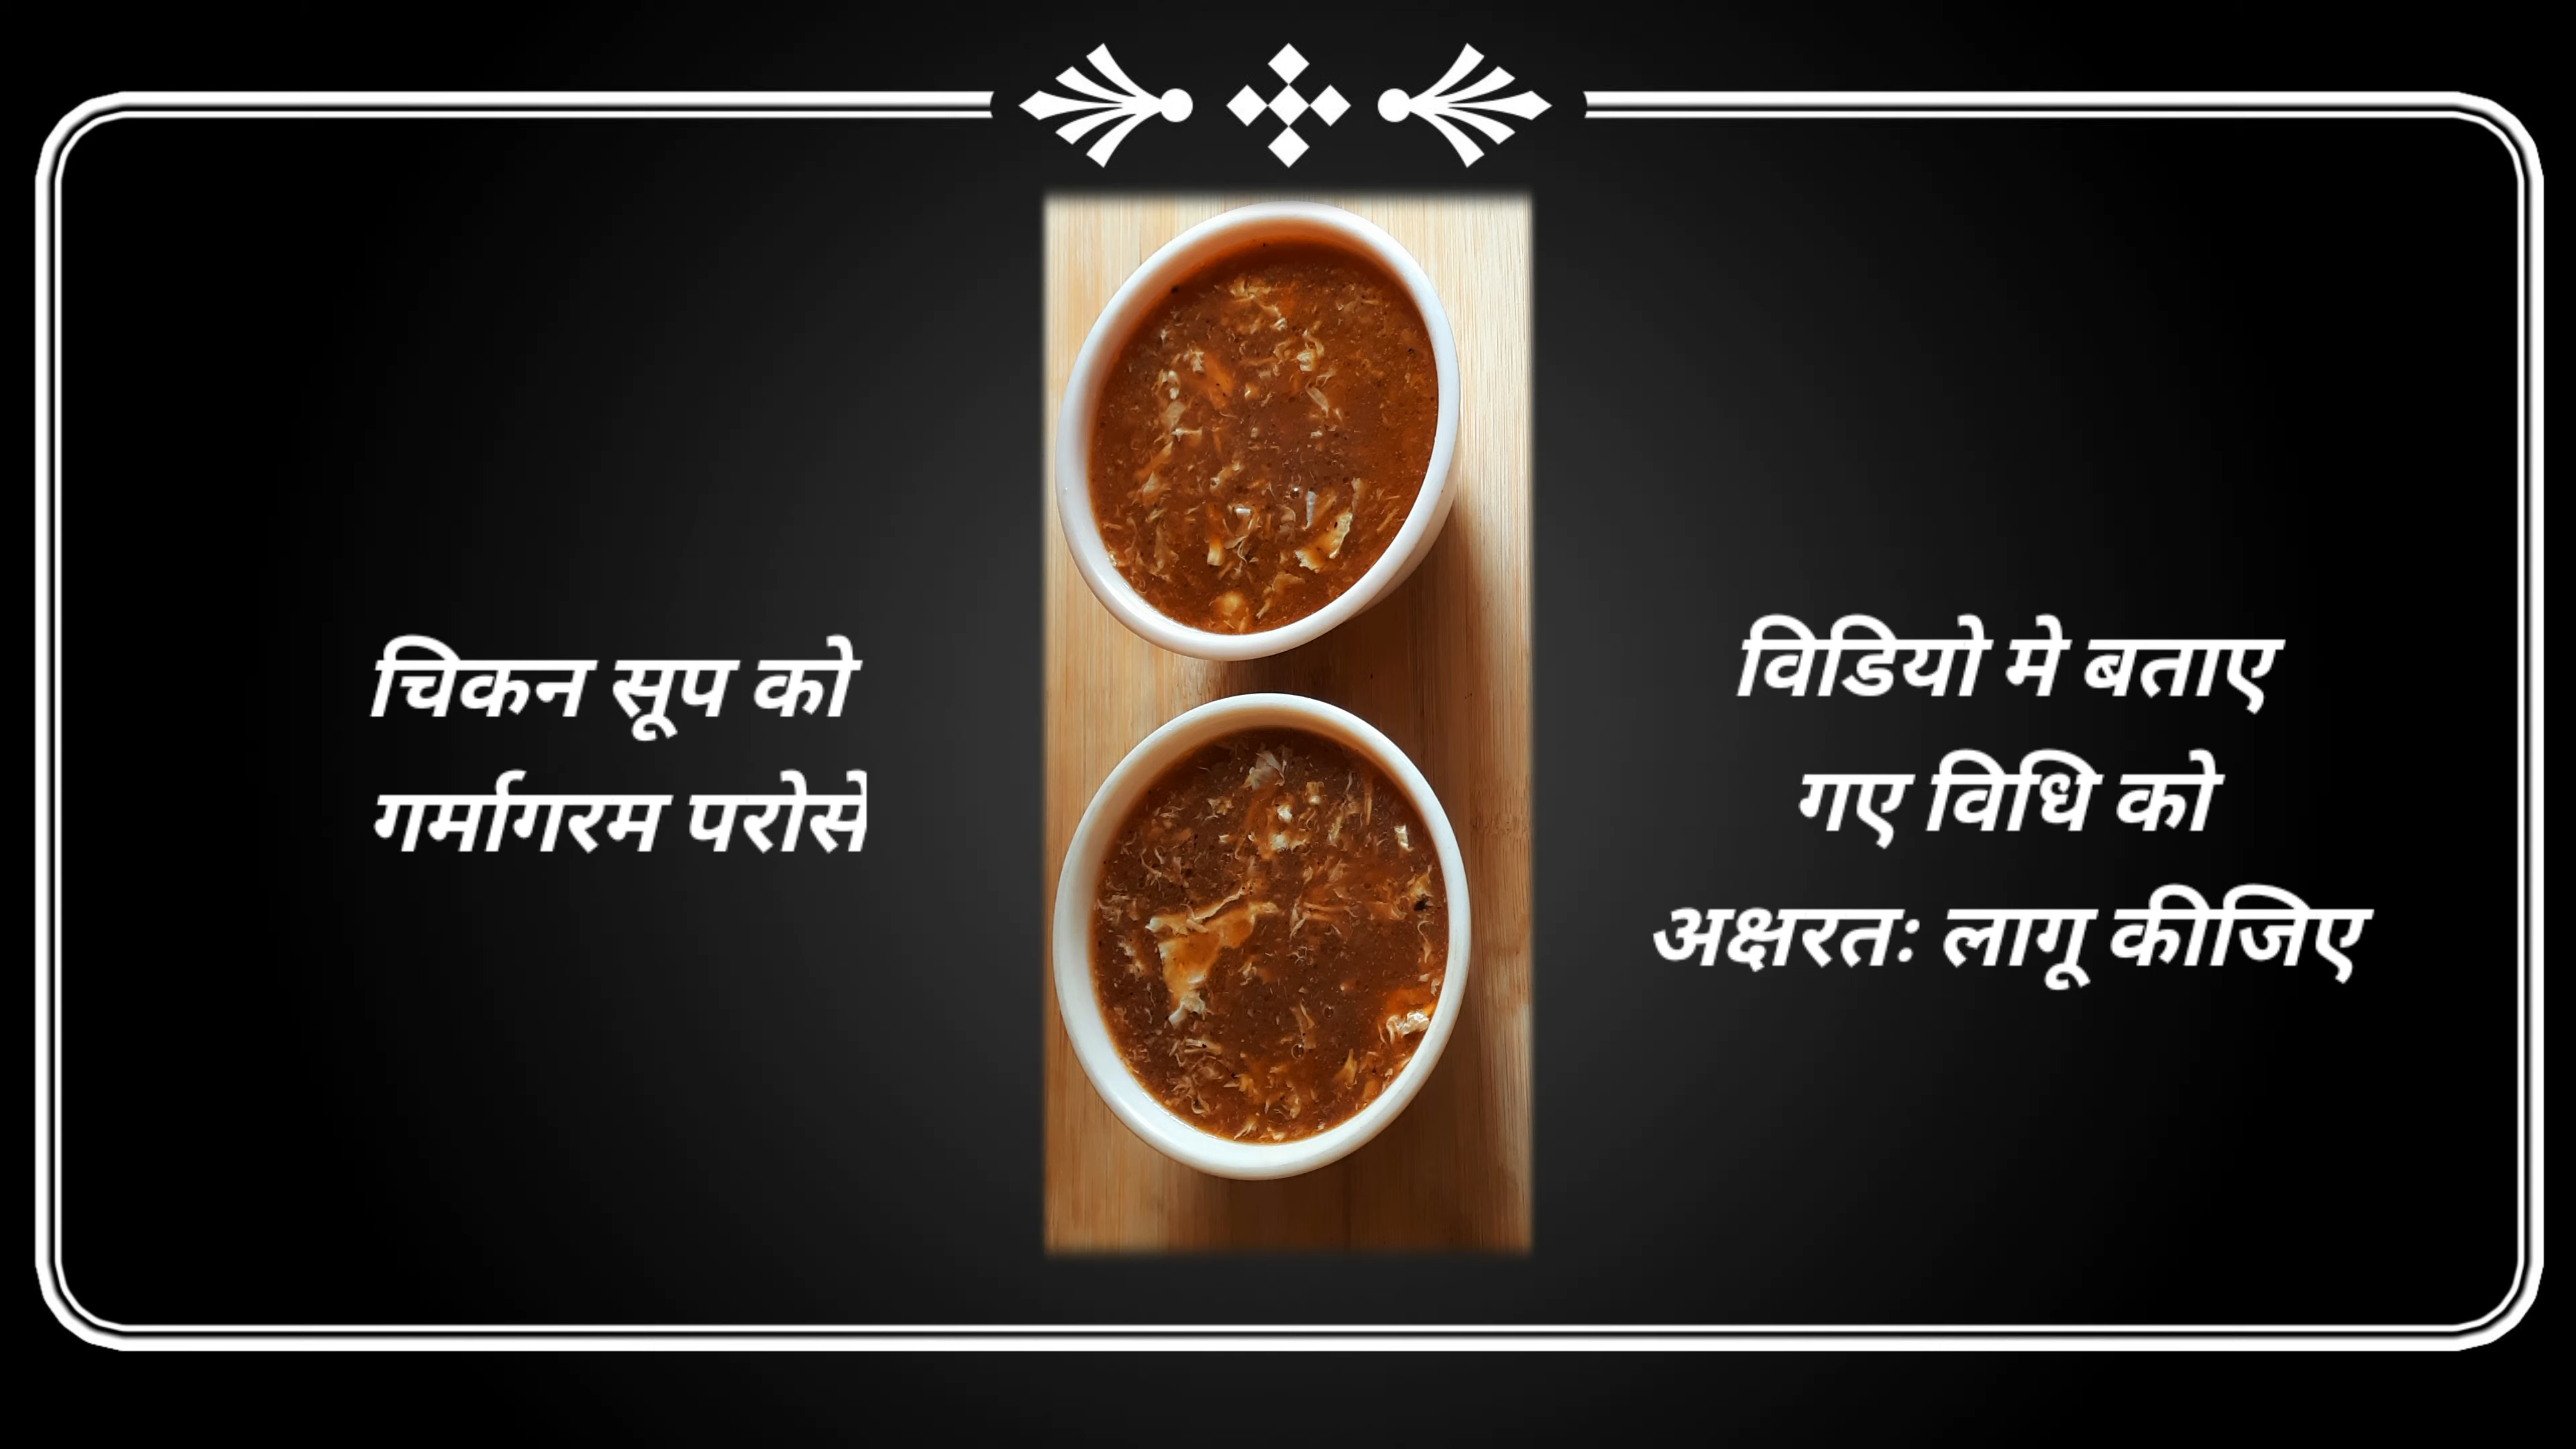 चिकन सूप को
गर्मागरम परोसे
विडियो मे बताए
गए विधि को
अक्षरतः लागू कीजिए